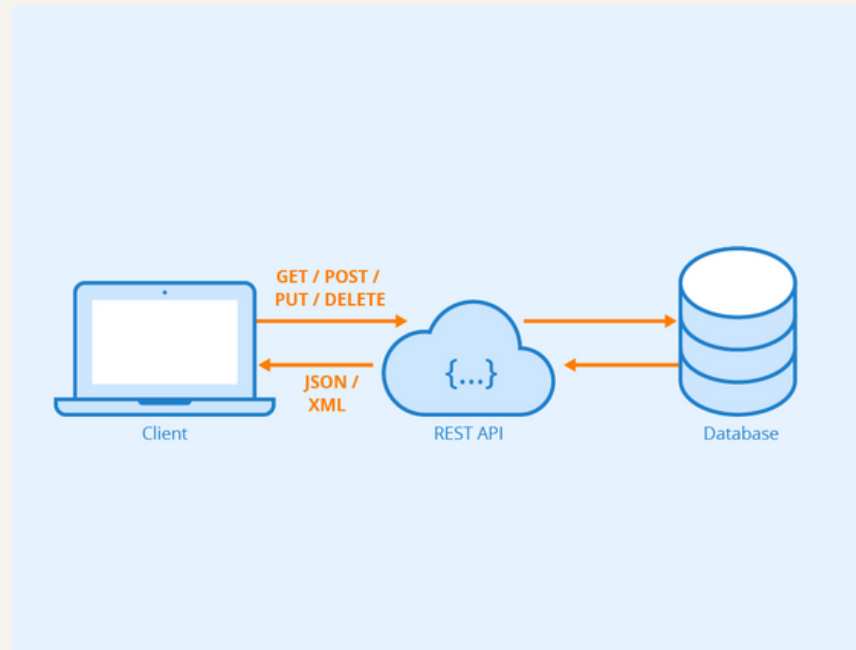 GET / POST /
PUT / DELETE
{...}
JSON /
XML
Client
REST API
Database